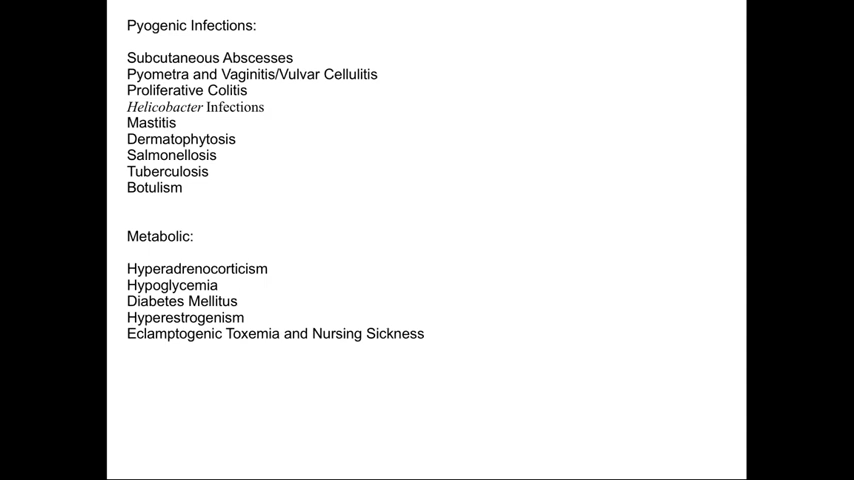 Pyogenic Infections:
Subcutaneous Abscesses
Pyometra and Vaginitis/Vulvar Cellulitis
Proliferative Colitis
Helicobacter Infections
Mastitis
Dermatophytosis
Salmonellosis
Tuberculosis
Botulism
Metabolic:
Hyperadrenocorticism
Hypoglycemia
Diabetes Mellitus
Hyperestrogenism
Eclamptogenic Toxemia and Nursing Sickness